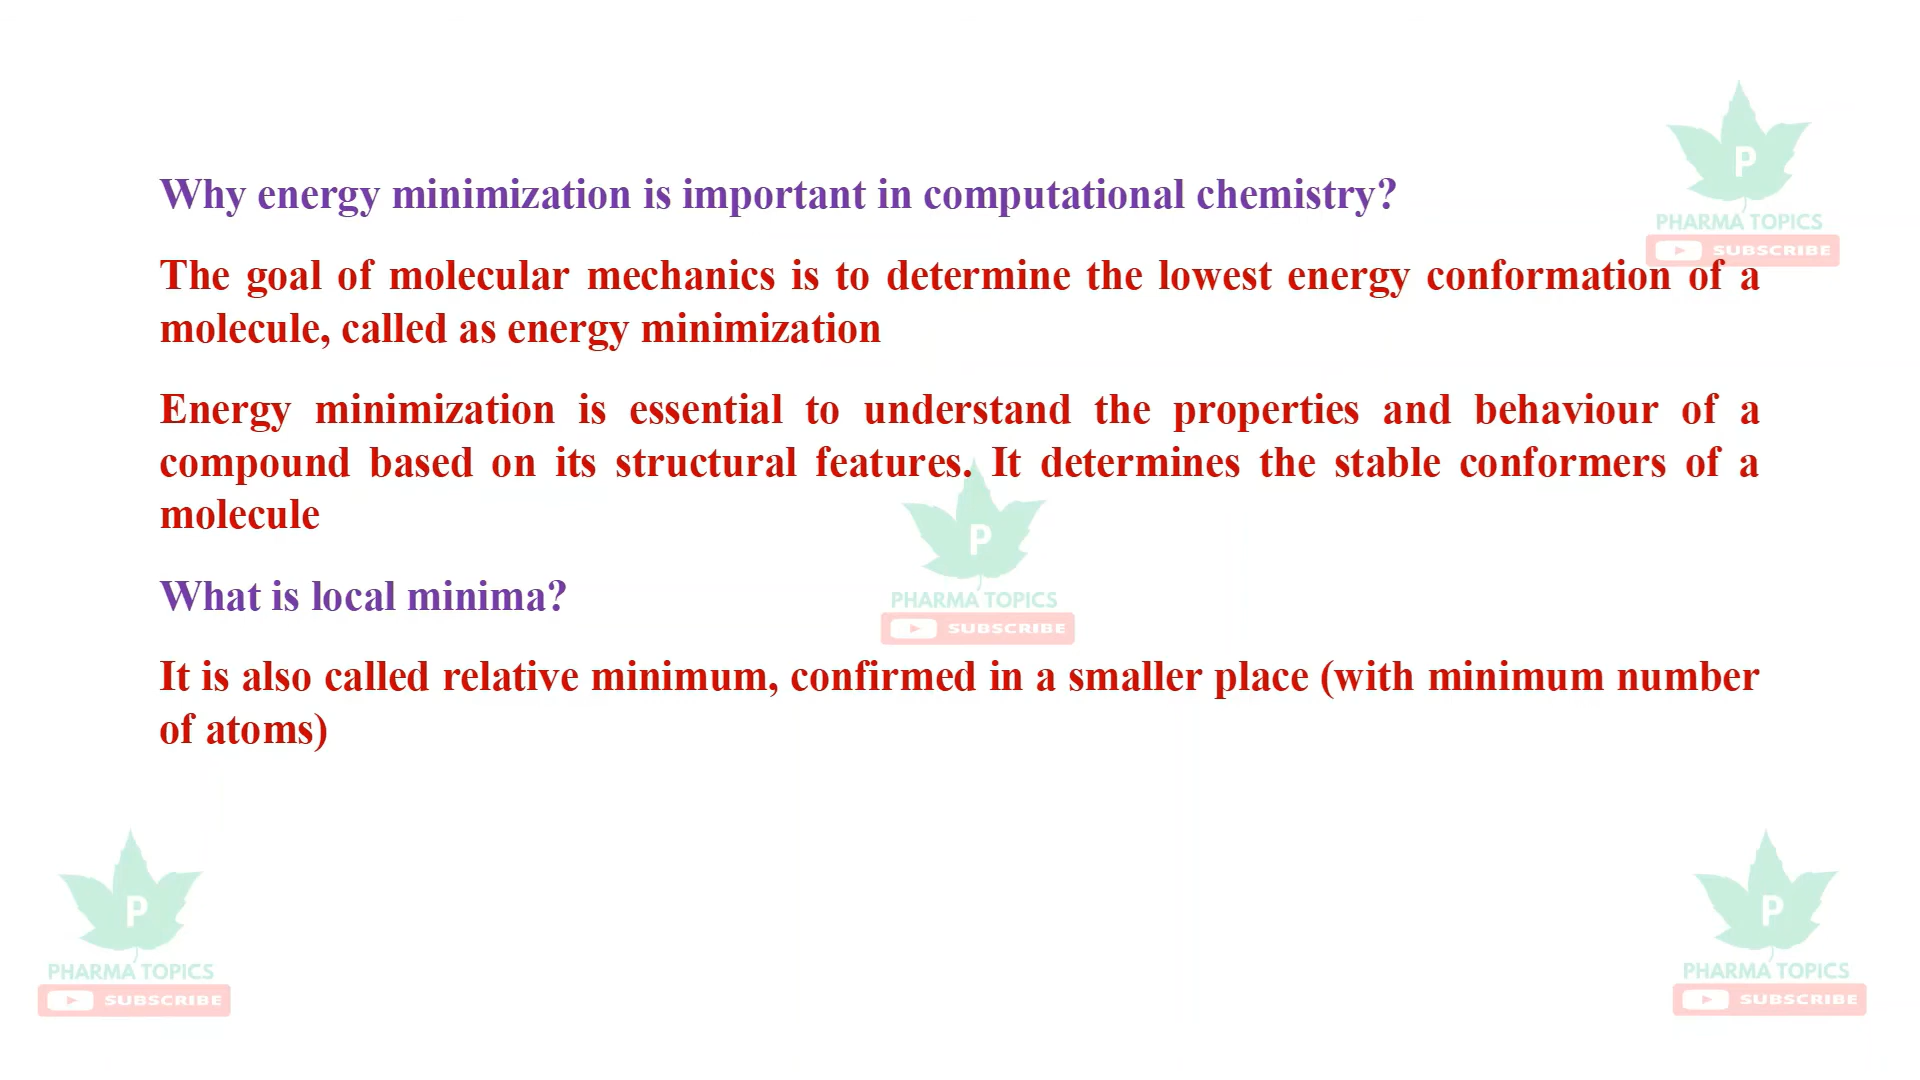 P
PHARMA TOPICS
SUBSCRIBE
Why energy minimization is important in computational chemistry?
The goal of molecular mechanics is to determine the lowest energy conformation of a
molecule, called as energy minimization
Energy minimization is essential to understand the properties and behaviour of a
compound based on its structural features. It determines the stable conformers of a
molecule
P
PHARMA TOPICS
SUBSCRIBE
What is local minima?
It is also called relative minimum, confirmed in a smaller place (with minimum number
of atoms)
P
PHARMA TOPICS
SUBSCRIBE
P
PHARMA TOPICS
SUBSCRIBE